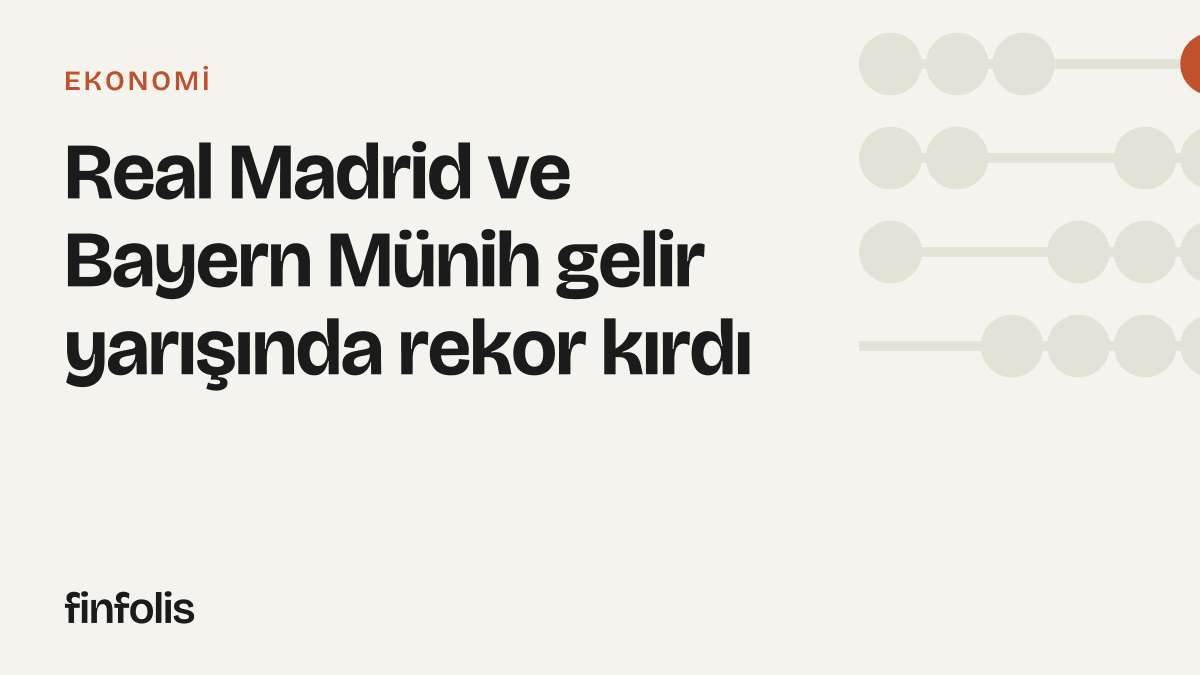 EKONOMİ
Real Madrid ve
Bayern Münih gelir
yarışında rekor kırdı
finfolis